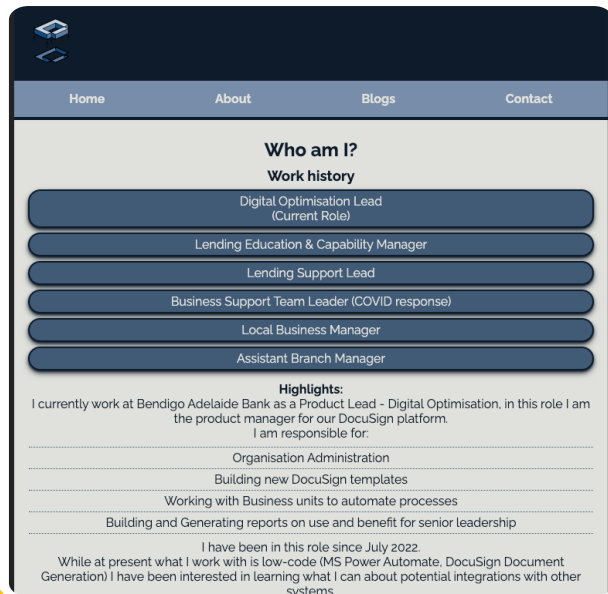 Home About Blogs Contact
Who am I?
Work history
Digital Optimisation Lead
(Current Role)
Lending Education & Capability Manager
Lending Support Lead
Business Support Team Leader (COVID response)
Local Business Manager
Assistant Branch Manager
Highlights:
I currently work at Bendigo Adelaide Bank as a Product Lead - Digital Optimisation, in this role I am
the product manager for our DocuSign platform.
I am responsible for:
Organisation Administration
Building new DocuSign templates
Working with Business units to automate processes
Building and Generating reports on use and benefit for senior leadership
I have been in this role since July 2022.
While at present what I work with is low-code (MS Power Automate, DocuSign Document
Generation) I have been interested in learning what I can about potential integrations with other
systems